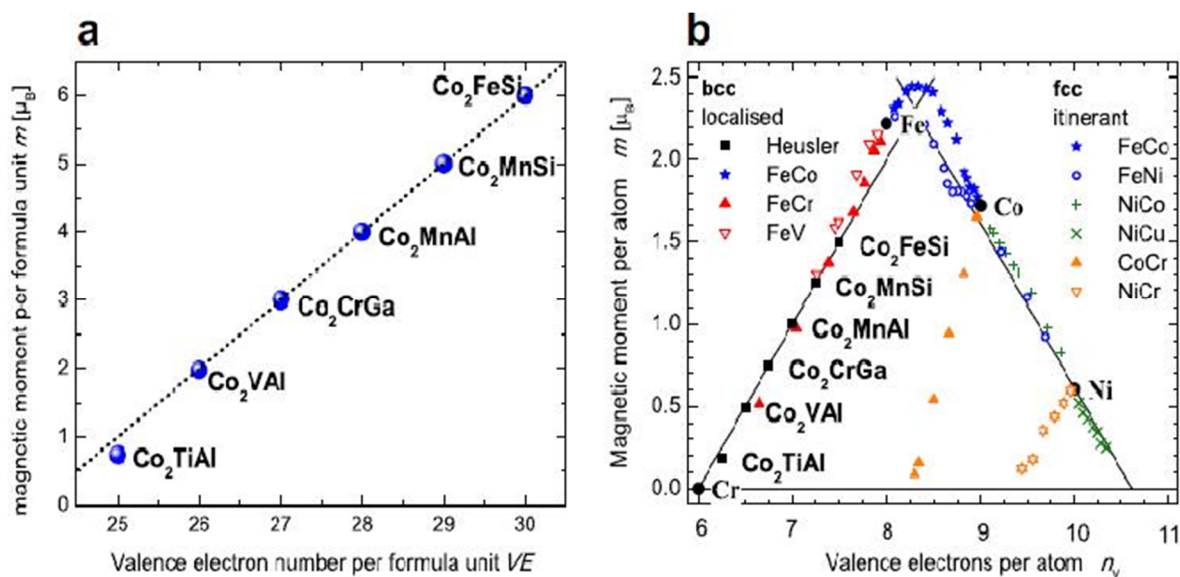 a
magnetic moment per formula unit m [μB]
6
5
4
3
2
1
0
Co2FeSi
Co2MnSi
Co2MnAl
Co2CrGa
Co2VAl
Co2TiAl
25 26 27 28 29 30
Valence electron number per formula unit VE
b
Magnetic moment per atom m [μB]
2.5
2.0
1.5
1.0
0.5
0.0
bcc
localised
Heusler
FeCo
FeCr
FeV
fcc
itinerant
FeCo
FeNi
NiCo
NiCu
CoCr
NiCr
Fe
Co
Co2FeSi
Co2MnSi
Co2MnAl
Co2CrGa
Co2VAl
Co2TiAl
Ni
Cr
6 7 8 9 10 11
Valence electrons per atom nv